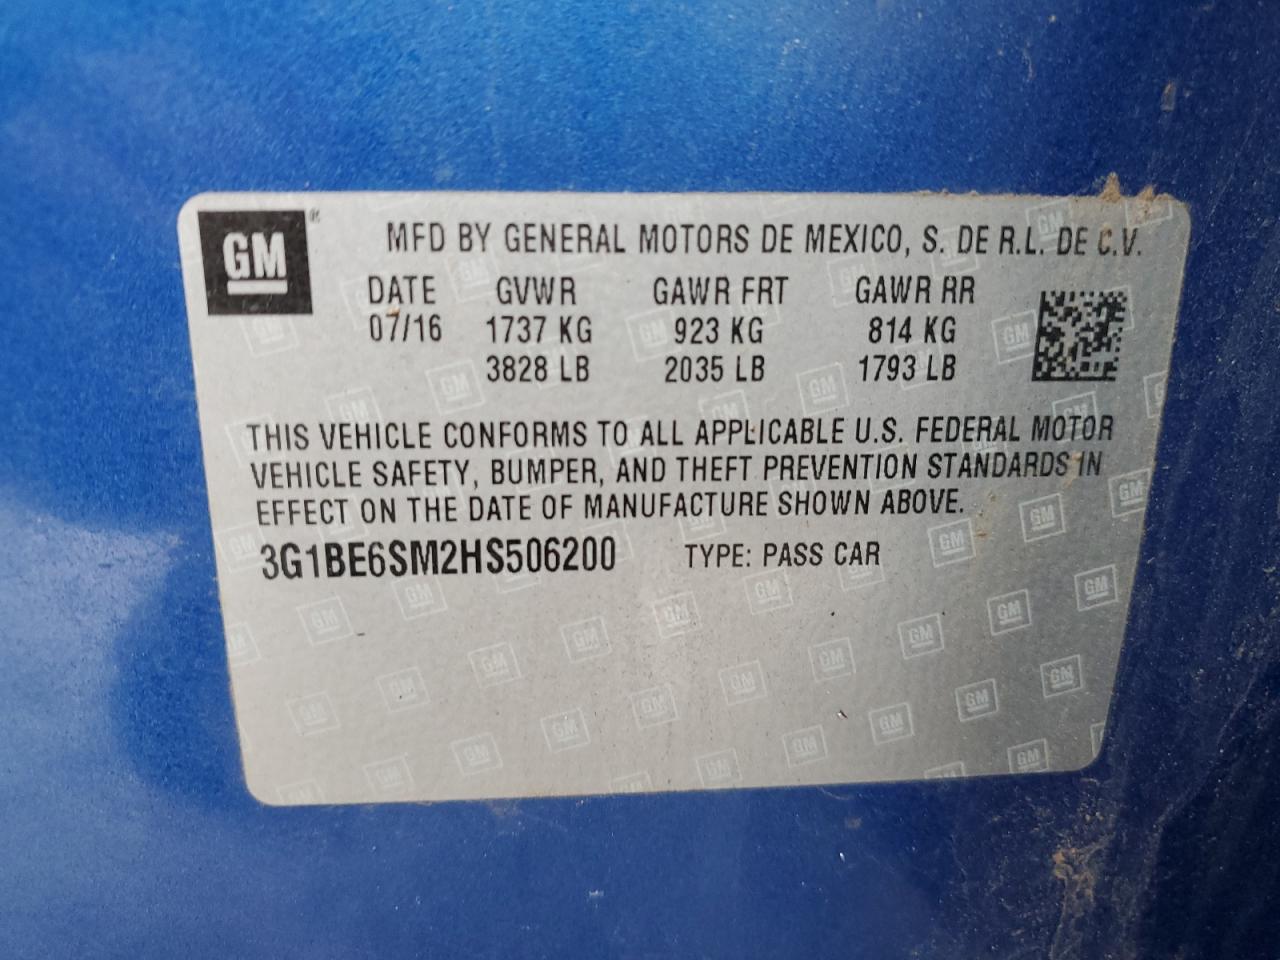 GM ®
MFD BY GENERAL MOTORS DE MEXICO, S. DE R.L. DE C.V.
DATE GVWR GAWR FRT GAWR RR
07/16 1737 KG 923 KG 814 KG
3828 LB 2035 LB 1793 LB
THIS VEHICLE CONFORMS TO ALL APPLICABLE U.S. FEDERAL MOTOR
VEHICLE SAFETY, BUMPER, AND THEFT PREVENTION STANDARDS IN
EFFECT ON THE DATE OF MANUFACTURE SHOWN ABOVE.
3G1BE6SM2HS506200 TYPE: PASS CAR